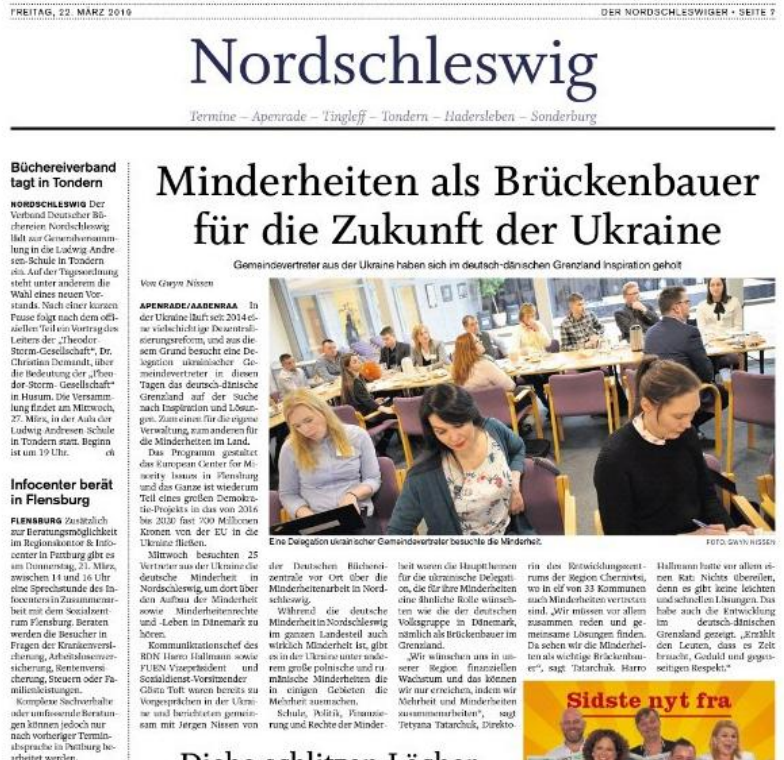 FREITAG, 22. MÄRZ 2019
DER NORDSCHLESWIGER • SEITE 7
Nordschleswig
Termine – Apenrade – Tingleff – Tondern – Hadersleben – Sonderburg
Büchereiverband
tagt in Tondern
NORDSCHLESWIG Der
Verband Deutscher Bü-
chereien Nordschleswig
lädt zur Generalversamm-
lung in die Ludwig-Andre-
sen-Schule in Tondern
ein. Auf der Tagesordnung
steht unter anderem die
Wahl eines neuen Vor-
stands. Nach einer kurzen
Pause folgt nach dem offi-
ziellen Teil ein Vortrag des
Leiters der „Theodor-
Storm-Gesellschaft“, Dr.
Christian Demandt, über
die Bedeutung der „Theo-
dor-Storm- Gesellschaft“
in Husum. Die Versamm-
lung findet am Mittwoch,
27. März, in der Aula der
Ludwig-Andresen-Schule
in Tondern statt. Beginn
ist um 19 Uhr.
Infocenter berät
in Flensburg
FLENSBURG Zusätzlich
zur Beratungsmöglichkeit
im Regionskontor & Info-
center in Pattburg gibt es
am Donnerstag, 21. März,
zwischen 14 und 16 Uhr
eine Sprechstunde des In-
focenters in Zusammenar-
beit mit dem Sozialzent-
rum Flensburg. Beraten
werden die Besucher in
Fragen der Krankenversi-
cherung, Arbeitslosenver-
sicherung, Rentenversi-
cherung, Steuern oder Fa-
milienleistungen.
Komplexe Sachverhalte
oder umfassende Beratun-
gen können jedoch nur
nach vorheriger Termin-
absprache in Pattburg be-
arbeitet werden.
Minderheiten als Brückenbauer
für die Zukunft der Ukraine
Gemeindevertreter aus der Ukraine haben sich im deutsch-dänischen Grenzland Inspiration geholt
Von Gwyn Nissen
APENRADE/AABENRAA In
der Ukraine läuft seit 2014 ei-
ne vielschichtige Dezentrali-
sierungsreform, und aus die-
sem Grund besucht eine De-
legation ukrainischer Ge-
meindevertreter in diesen
Tagen das deutsch-dänische
Grenzland auf der Suche
nach Inspiration und Lösun-
gen. Zum einen für die eigene
Verwaltung, zum anderen für
die Minderheiten im Land.
Das Programm gestaltet
das European Center for Mi-
nority Issues in Flensburg
und das Ganze ist wiederum
Teil eines großen Demokra-
tie-Projekts in das von 2016
bis 2020 fast 700 Millionen
Kronen von der EU in die
Ukraine fließen.
Mittwoch besuchten 25
Vertreter aus der Ukraine die
deutsche Minderheit in
Nordschleswig, um dort über
den Aufbau der Minderheit
sowie Minderheitenrechte
und -Leben in Dänemark zu
hören.
Kommunikationschef des
BDN Harro Hallmann sowie
FUEN Vizepräsident und
Sozialdienst-Vorsitzender
Gösta Toft waren bereits zu
Vorgesprächen in der Ukrai-
ne und berichteten gemein-
sam mit Jørgen Nissen von
Eine Delegation ukrainischer Gemeindevertreter besuchte die Minderheit.
FOTO: GWYN NISSEN
der Deutschen Bücherei-
zentrale vor Ort über die
Minderheitenarbeit in Nord-
schleswig.
Während die deutsche
Minderheit in Nordschleswig
im ganzen Landesteil auch
wirklich Minderheit ist, gibt
es in der Ukraine unter ande-
rem große polnische und ru-
mänische Minderheiten die
in einigen Gebieten die
Mehrheit ausmachen.
Schule, Politik, Finanzie-
rung und Rechte der Minder-
heit waren die Hauptthemen
für die ukrainische Delegati-
on, die für ihre Minderheiten
eine ähnliche Rolle wünsch-
ten wie die der deutschen
Volksgruppe in Dänemark,
nämlich als Brückenbauer im
Grenzland.
„Wir wünschen uns in un-
serer Region finanziellen
Wachstum und das können
wir nur erreichen, indem wir
Mehrheit und Minderheiten
zusammenarbeiten“, sagt
Tetyana Tatarchuk, Direkto-
rin des Entwicklungszent-
rums der Region Chernivtsi,
wo in elf von 33 Kommunen
auch Minderheiten vertreten
sind. „Wir müssen vor allem
zusammen reden und ge-
meinsame Lösungen finden.
Da sehen wir die Minderhei-
ten als wichtige Brückenbau-
er“, sagt Tatarchuk. Harro
Hallmann hatte vor allem ei-
nen Rat: Nichts übereilen,
denn es gibt keine leichten
und schnellen Lösungen. Das
habe auch die Entwicklung
im deutsch-dänischen
Grenzland gezeigt. „Erzählt
den Leuten, dass es Zeit
braucht, Geduld und gegen-
seitigen Respekt.“
Sidste nyt fra